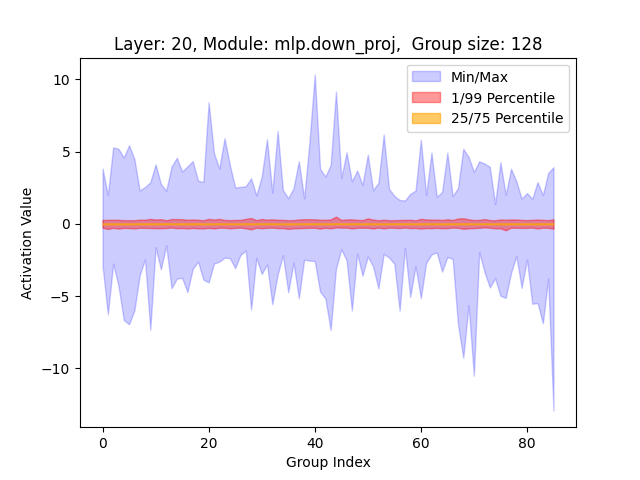 Layer: 20, Module: mlp.down_proj,  Group size: 128
Min/Max
1/99 Percentile
25/75 Percentile
Activation Value
10
5
0
−5
−10
0
20
40
60
80
Group Index